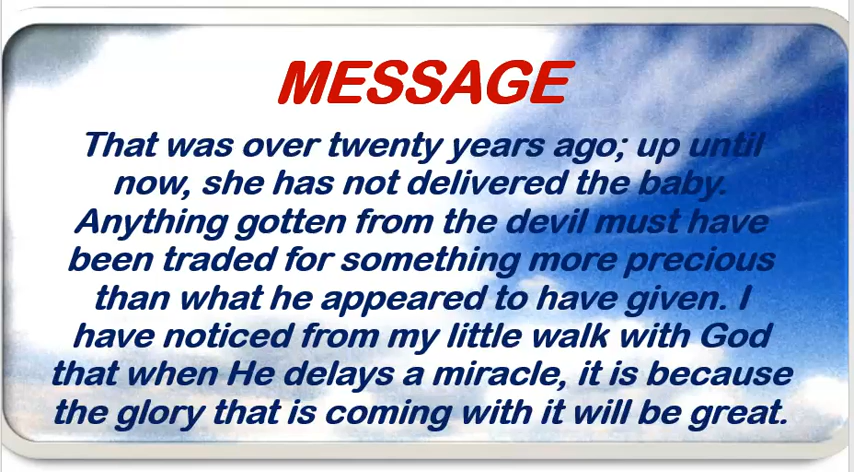 MESSAGE
That was over twenty years ago; up until
now, she has not delivered the baby.
Anything gotten from the devil must have
been traded for something more precious
than what he appeared to have given. I
have noticed from my little walk with God
that when He delays a miracle, it is because
the glory that is coming with it will be great.